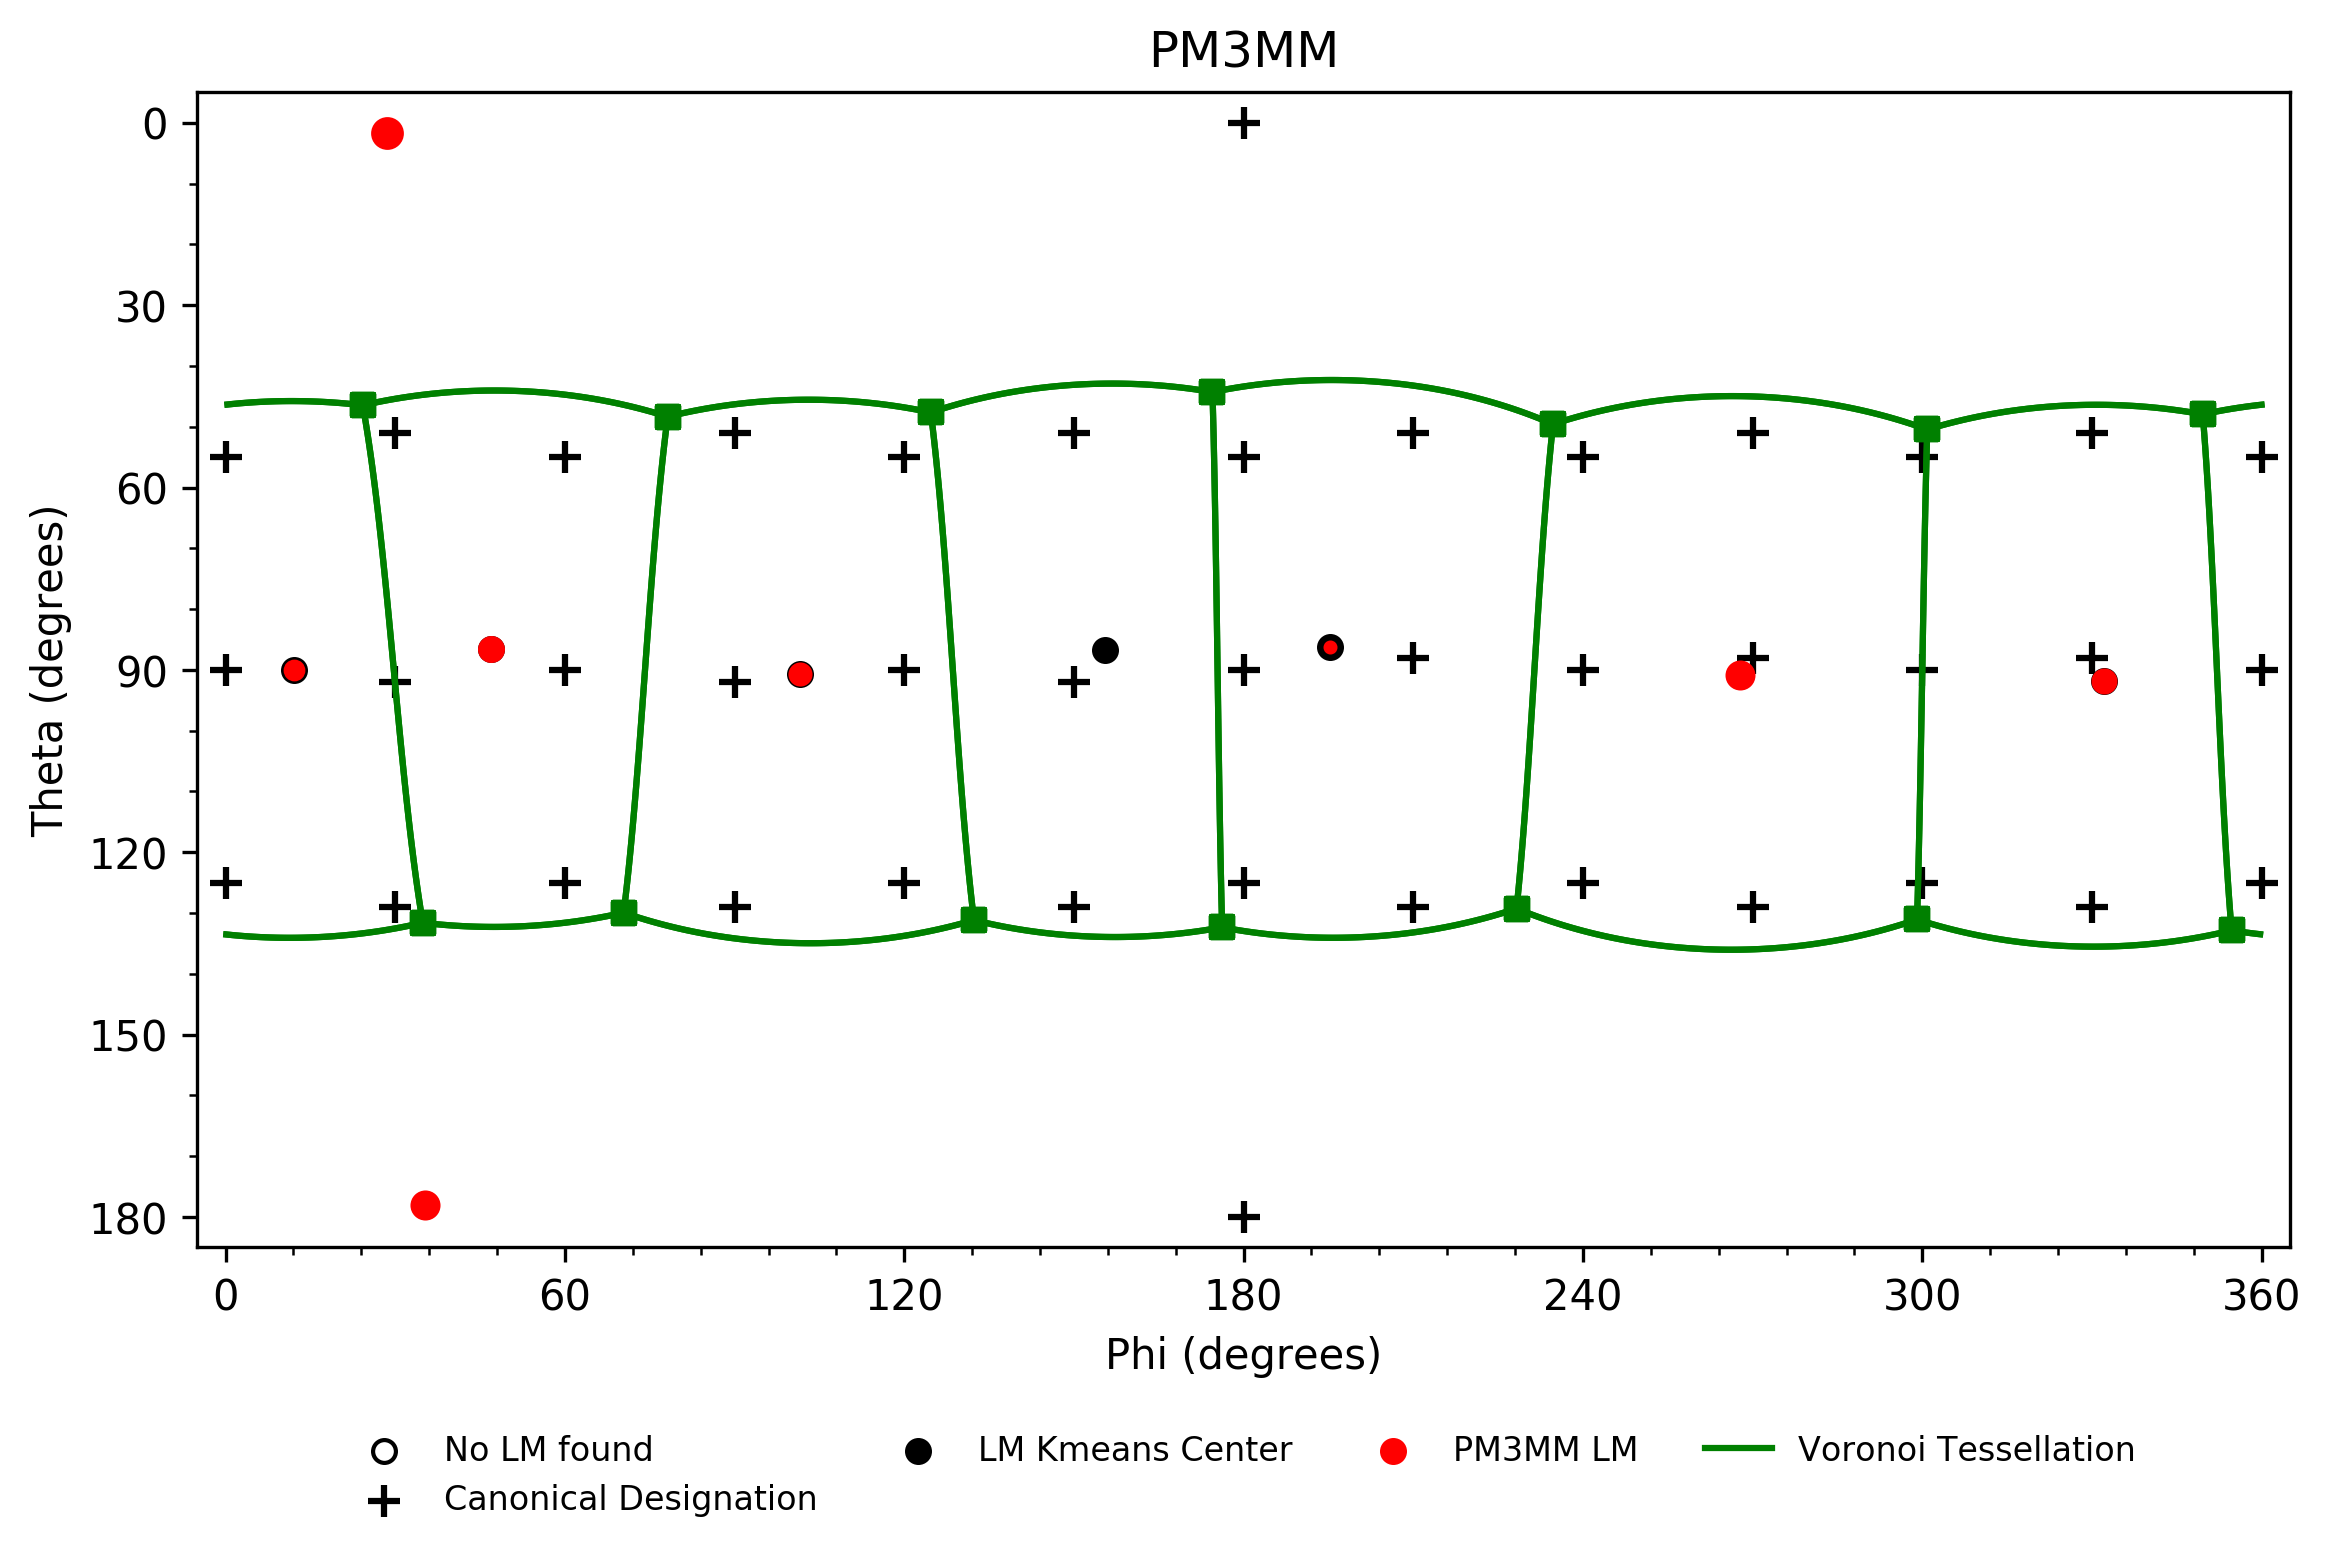 PM3MM
0
30
60
90
120
150
180
Theta (degrees)
0 60 120 180 240 300 360
Phi (degrees)
No LM found LM Kmeans Center PM3MM LM Voronoi Tessellation
Canonical Designation